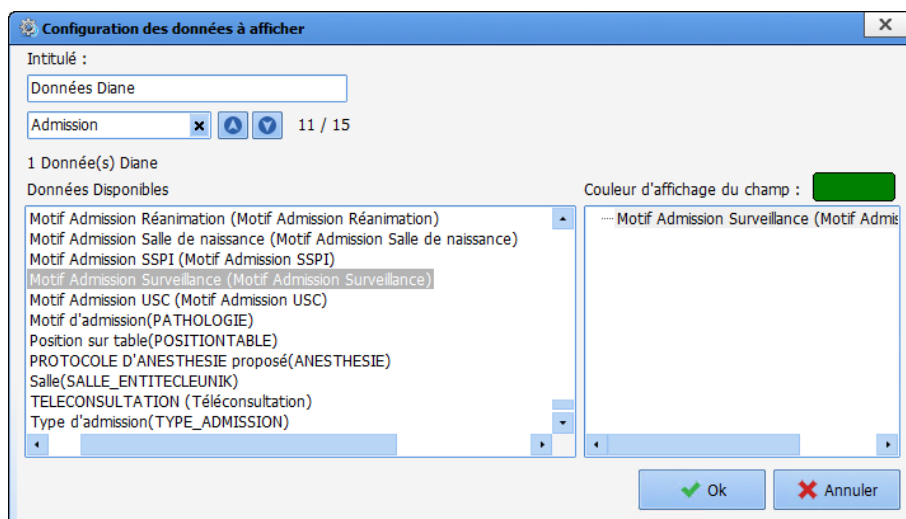 Configuration des données à afficher
Intitulé :
Données Diane
Admission
11 / 15
1 Donnée(s) Diane
Données Disponibles
Couleur d'affichage du champ :
Motif Admission Réanimation (Motif Admission Réanimation)
Motif Admission Salle de naissance (Motif Admission Salle de naissance)
Motif Admission SSPI (Motif Admission SSPI)
Motif Admission Surveillance (Motif Admission Surveillance)
Motif Admission USC (Motif Admission USC)
Motif d'admission(PATHOLOGIE)
Position sur table(POSITIONTABLE)
PROTOCOLE D'ANESTHESIE proposé(ANESTHESIE)
Salle(SALLE_ENTITECLEUNIK)
TELECONSULTATION (Téléconsultation)
Type d'admission(TYPE_ADMISSION)
Motif Admission Surveillance (Motif Admis
Ok
Annuler